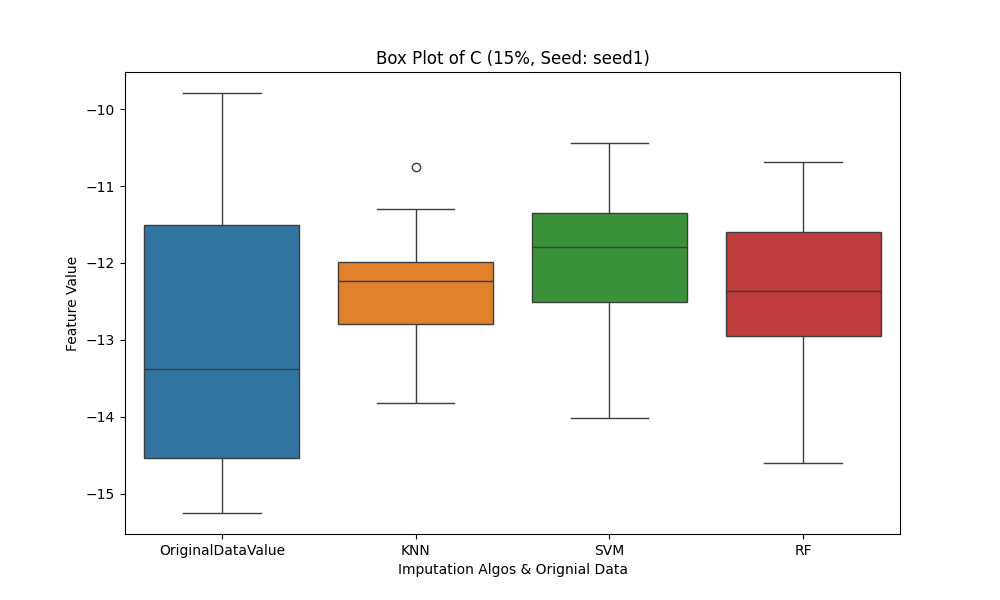 Box Plot of C (15%, Seed: seed1)
Feature Value
−10
−11
−12
−13
−14
−15
OriginalDataValue
KNN
SVM
RF
Imputation Algos & Orignial Data